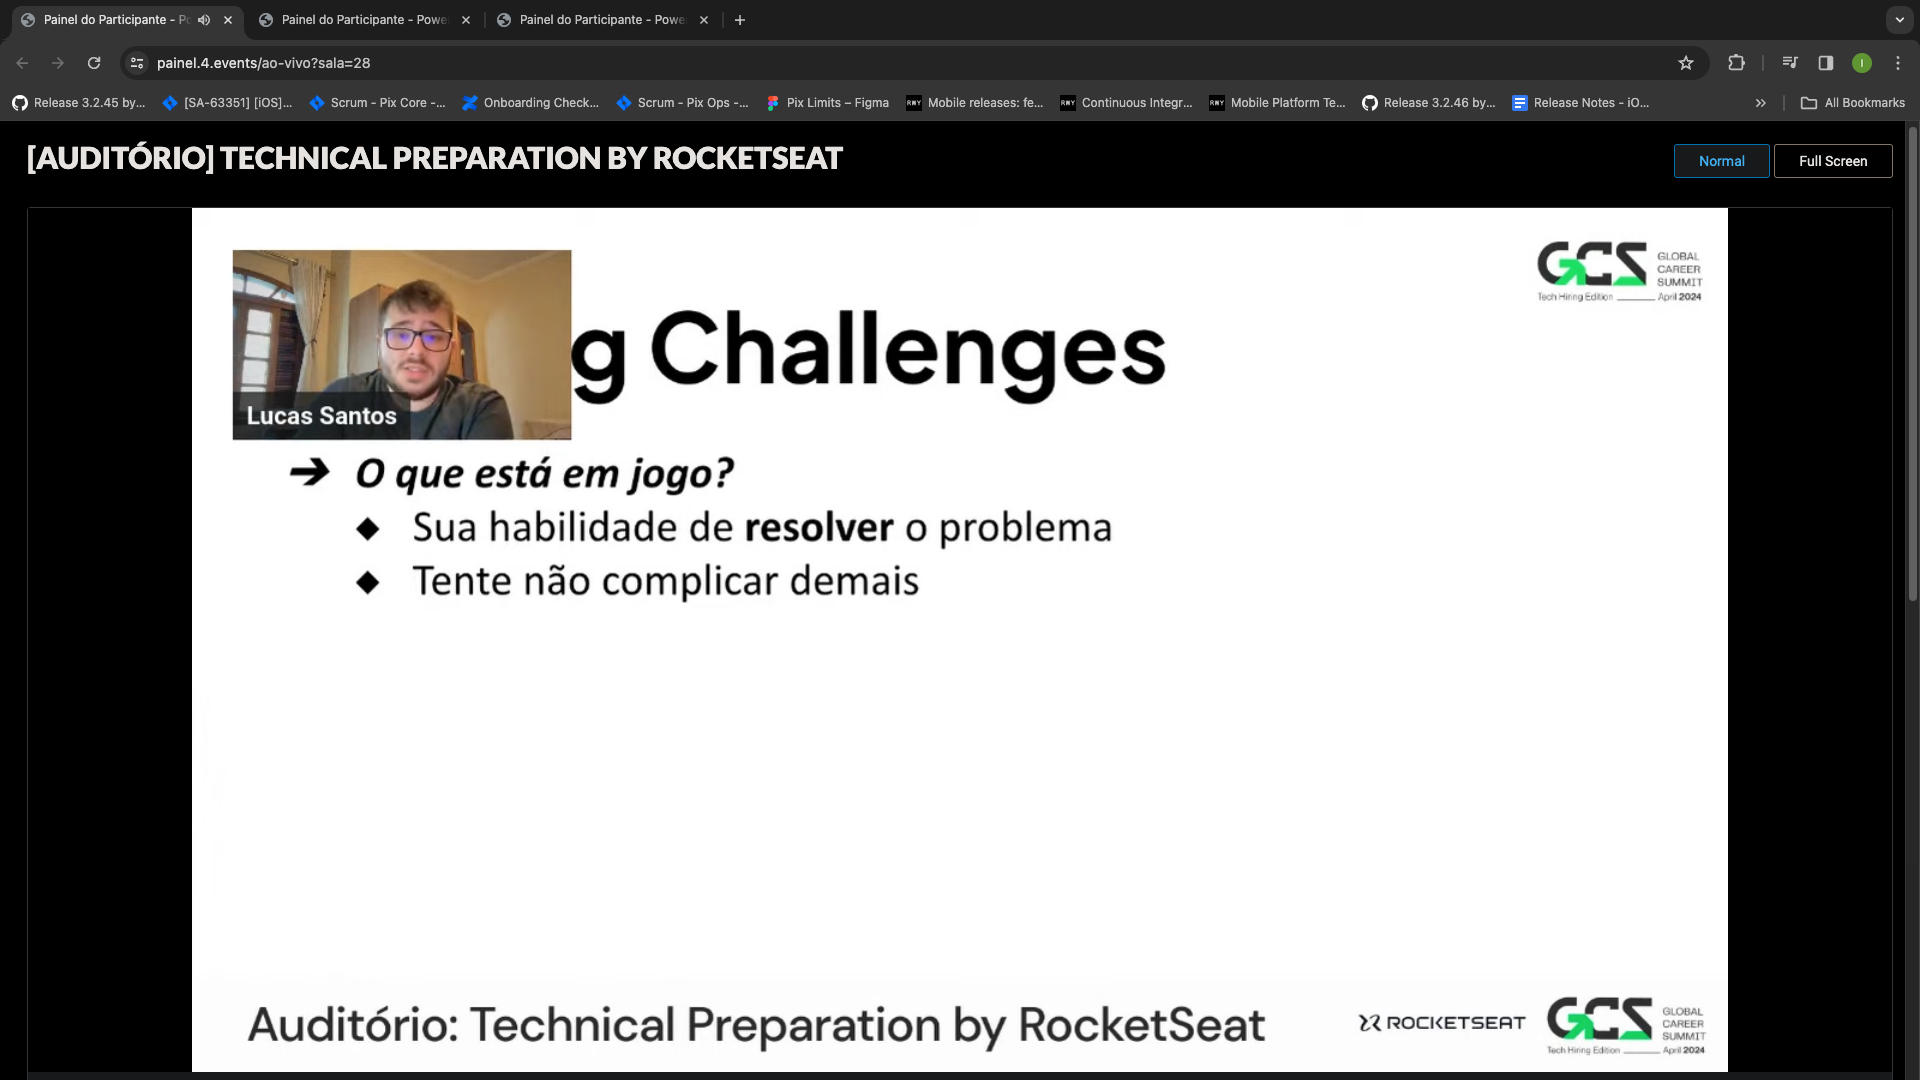 Painel do Participante - Po
Painel do Participante - Powe
Painel do Participante - Powe
painel.4.events/ao-vivo?sala=28
I
Release 3.2.45 by...
[SA-63351] [iOS]...
Scrum - Pix Core -...
Onboarding Check...
Scrum - Pix Ops -...
Pix Limits – Figma
RWY
Mobile releases: fe...
RWY
Continuous Integr...
RWY
Mobile Platform Te...
Release 3.2.46 by...
Release Notes - iO...
All Bookmarks
[AUDITÓRIO] TECHNICAL PREPARATION BY ROCKETSEAT
Normal
Full Screen
GCS
GLOBAL
CAREER
SUMMIT
Tech Hiring Edition
April 2024
g Challenges
Lucas Santos
➔ O que está em jogo?
◆ Sua habilidade de resolver o problema
◆ Tente não complicar demais
Auditório: Technical Preparation by RocketSeat
ROCKETSEAT
GCS
GLOBAL
CAREER
SUMMIT
Tech Hiring Edition
April 2024